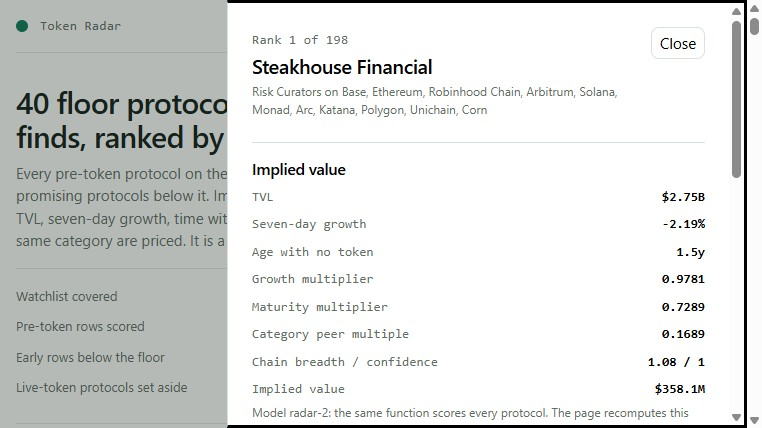 Token Radar
40 floor protoco
finds, ranked by
Every pre-token protocol on the
promising protocols below it. Im
TVL, seven-day growth, time wit
same category are priced. It is a
Watchlist covered
Pre-token rows scored
Early rows below the floor
Live-token protocols set aside
Rank 1 of 198
Close
Steakhouse Financial
Risk Curators on Base, Ethereum, Robinhood Chain, Arbitrum, Solana,
Monad, Arc, Katana, Polygon, Unichain, Corn
Implied value
TVL $2.75B
Seven-day growth -2.19%
Age with no token 1.5y
Growth multiplier 0.9781
Maturity multiplier 0.7289
Category peer multiple 0.1689
Chain breadth / confidence 1.08 / 1
Implied value $358.1M
Model radar-2: the same function scores every protocol. The page recomputes this